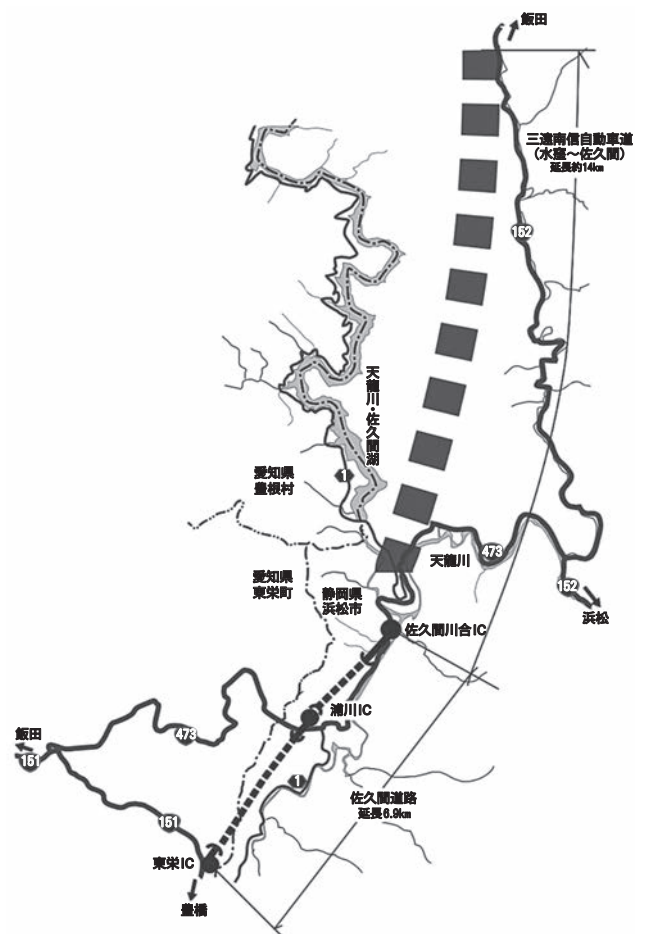 飯田
三遠南信自動車道
(水窪～佐久間)
延長約14km
152
天龍川・佐久間湖
愛知県
豊根村
1
473
天龍川
愛知県
東栄町
静岡県
浜松市
152
浜松
佐久間川合IC
浦川IC
473
飯田
151
1
佐久間道路
延長6.9km
151
東栄IC
豊橋